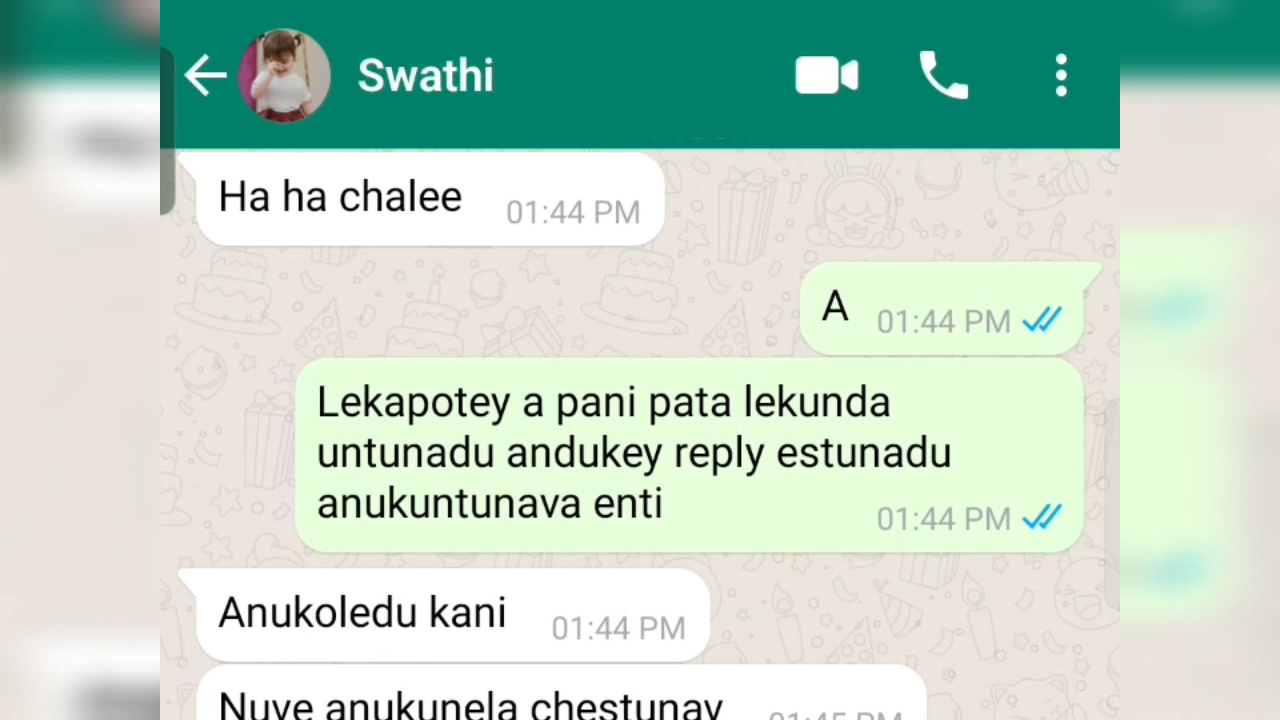 Swathi
Ha ha chalee 01:44 PM
A 01:44 PM
Lekapotey a pani pata lekunda
untunadu andukey reply estunadu
anukuntunava enti 01:44 PM
Anukoledu kani 01:44 PM
Nuve anukunela chestunav 01:45 PM